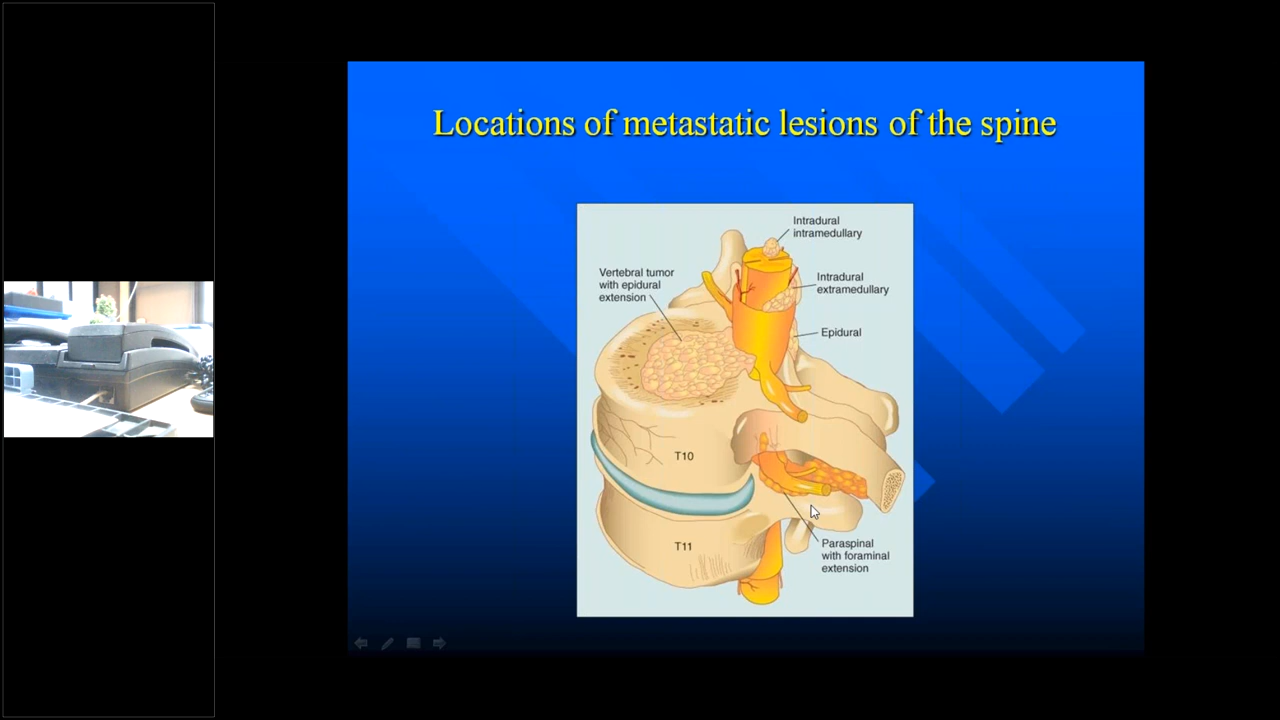 Locations of metastatic lesions of the spine
Intradural
intramedullary
Vertebral tumor
with epidural
extension
Intradural
extramedullary
Epidural
T10
T11
Paraspinal
with foraminal
extension